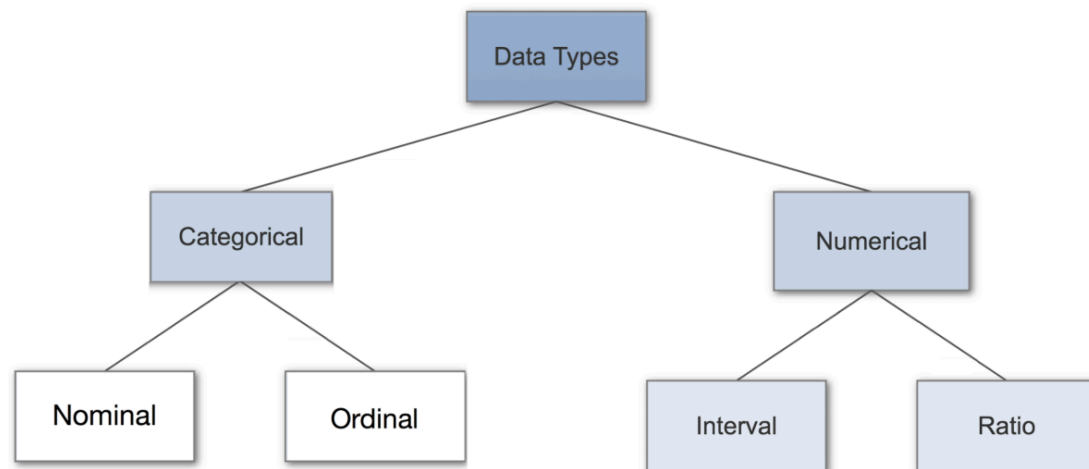 Data Types
Categorical
Numerical
Nominal
Ordinal
Interval
Ratio